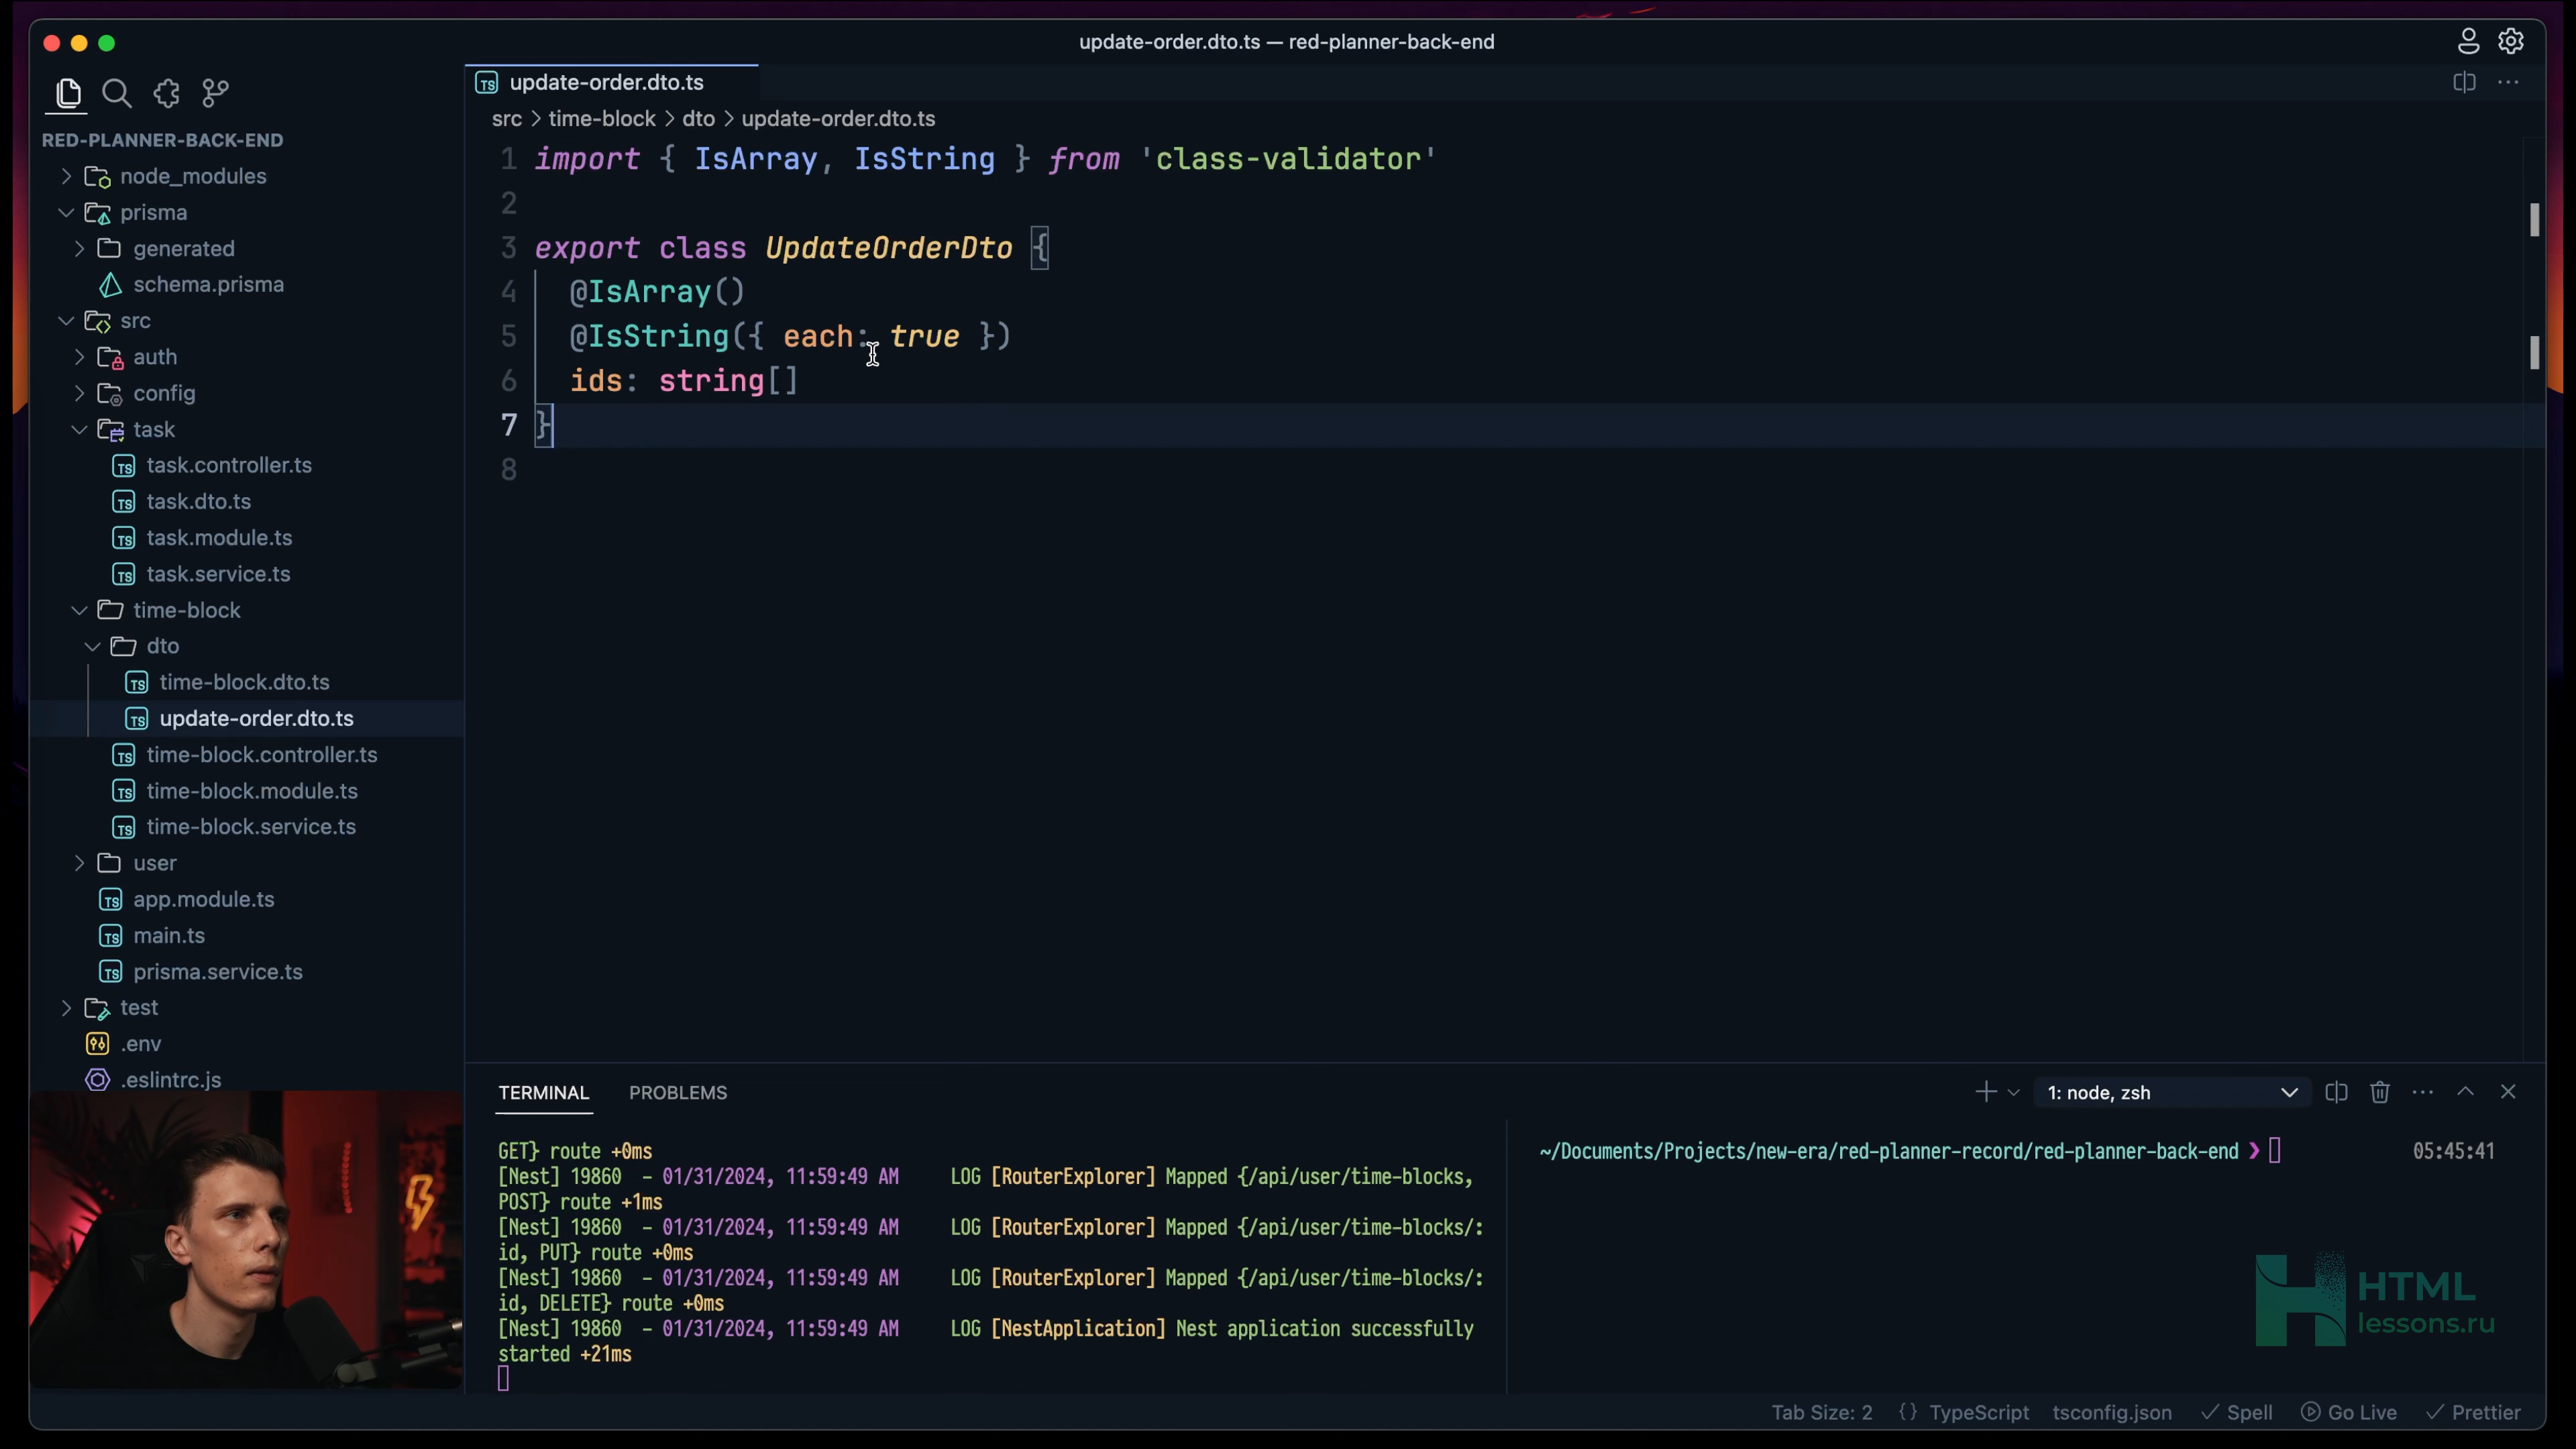 update-order.dto.ts — red-planner-back-end
RED-PLANNER-BACK-END
node_modules
prisma
generated
schema.prisma
src
auth
config
task
task.controller.ts
task.dto.ts
task.module.ts
task.service.ts
time-block
dto
time-block.dto.ts
update-order.dto.ts
time-block.controller.ts
time-block.module.ts
time-block.service.ts
user
app.module.ts
main.ts
prisma.service.ts
test
.env
.eslintrc.js
TS update-order.dto.ts
src > time-block > dto > update-order.dto.ts
1 import { IsArray, IsString } from 'class-validator'
2
3 export class UpdateOrderDto {
4 @IsArray()
5 @IsString({ each: true })
6 ids: string[]
7 }
8
TERMINAL PROBLEMS
1: node, zsh
GET} route +0ms
[Nest] 19860 - 01/31/2024, 11:59:49 AM LOG [RouterExplorer] Mapped {/api/user/time-blocks,
POST} route +1ms
[Nest] 19860 - 01/31/2024, 11:59:49 AM LOG [RouterExplorer] Mapped {/api/user/time-blocks/:
id, PUT} route +0ms
[Nest] 19860 - 01/31/2024, 11:59:49 AM LOG [RouterExplorer] Mapped {/api/user/time-blocks/:
id, DELETE} route +0ms
[Nest] 19860 - 01/31/2024, 11:59:49 AM LOG [NestApplication] Nest application successfully
started +21ms
~/Documents/Projects/new-era/red-planner-record/red-planner-back-end ❯ 05:45:41
HTML
lessons.ru
Tab Size: 2 {} TypeScript tsconfig.json ✓ Spell Go Live ✓ Prettier